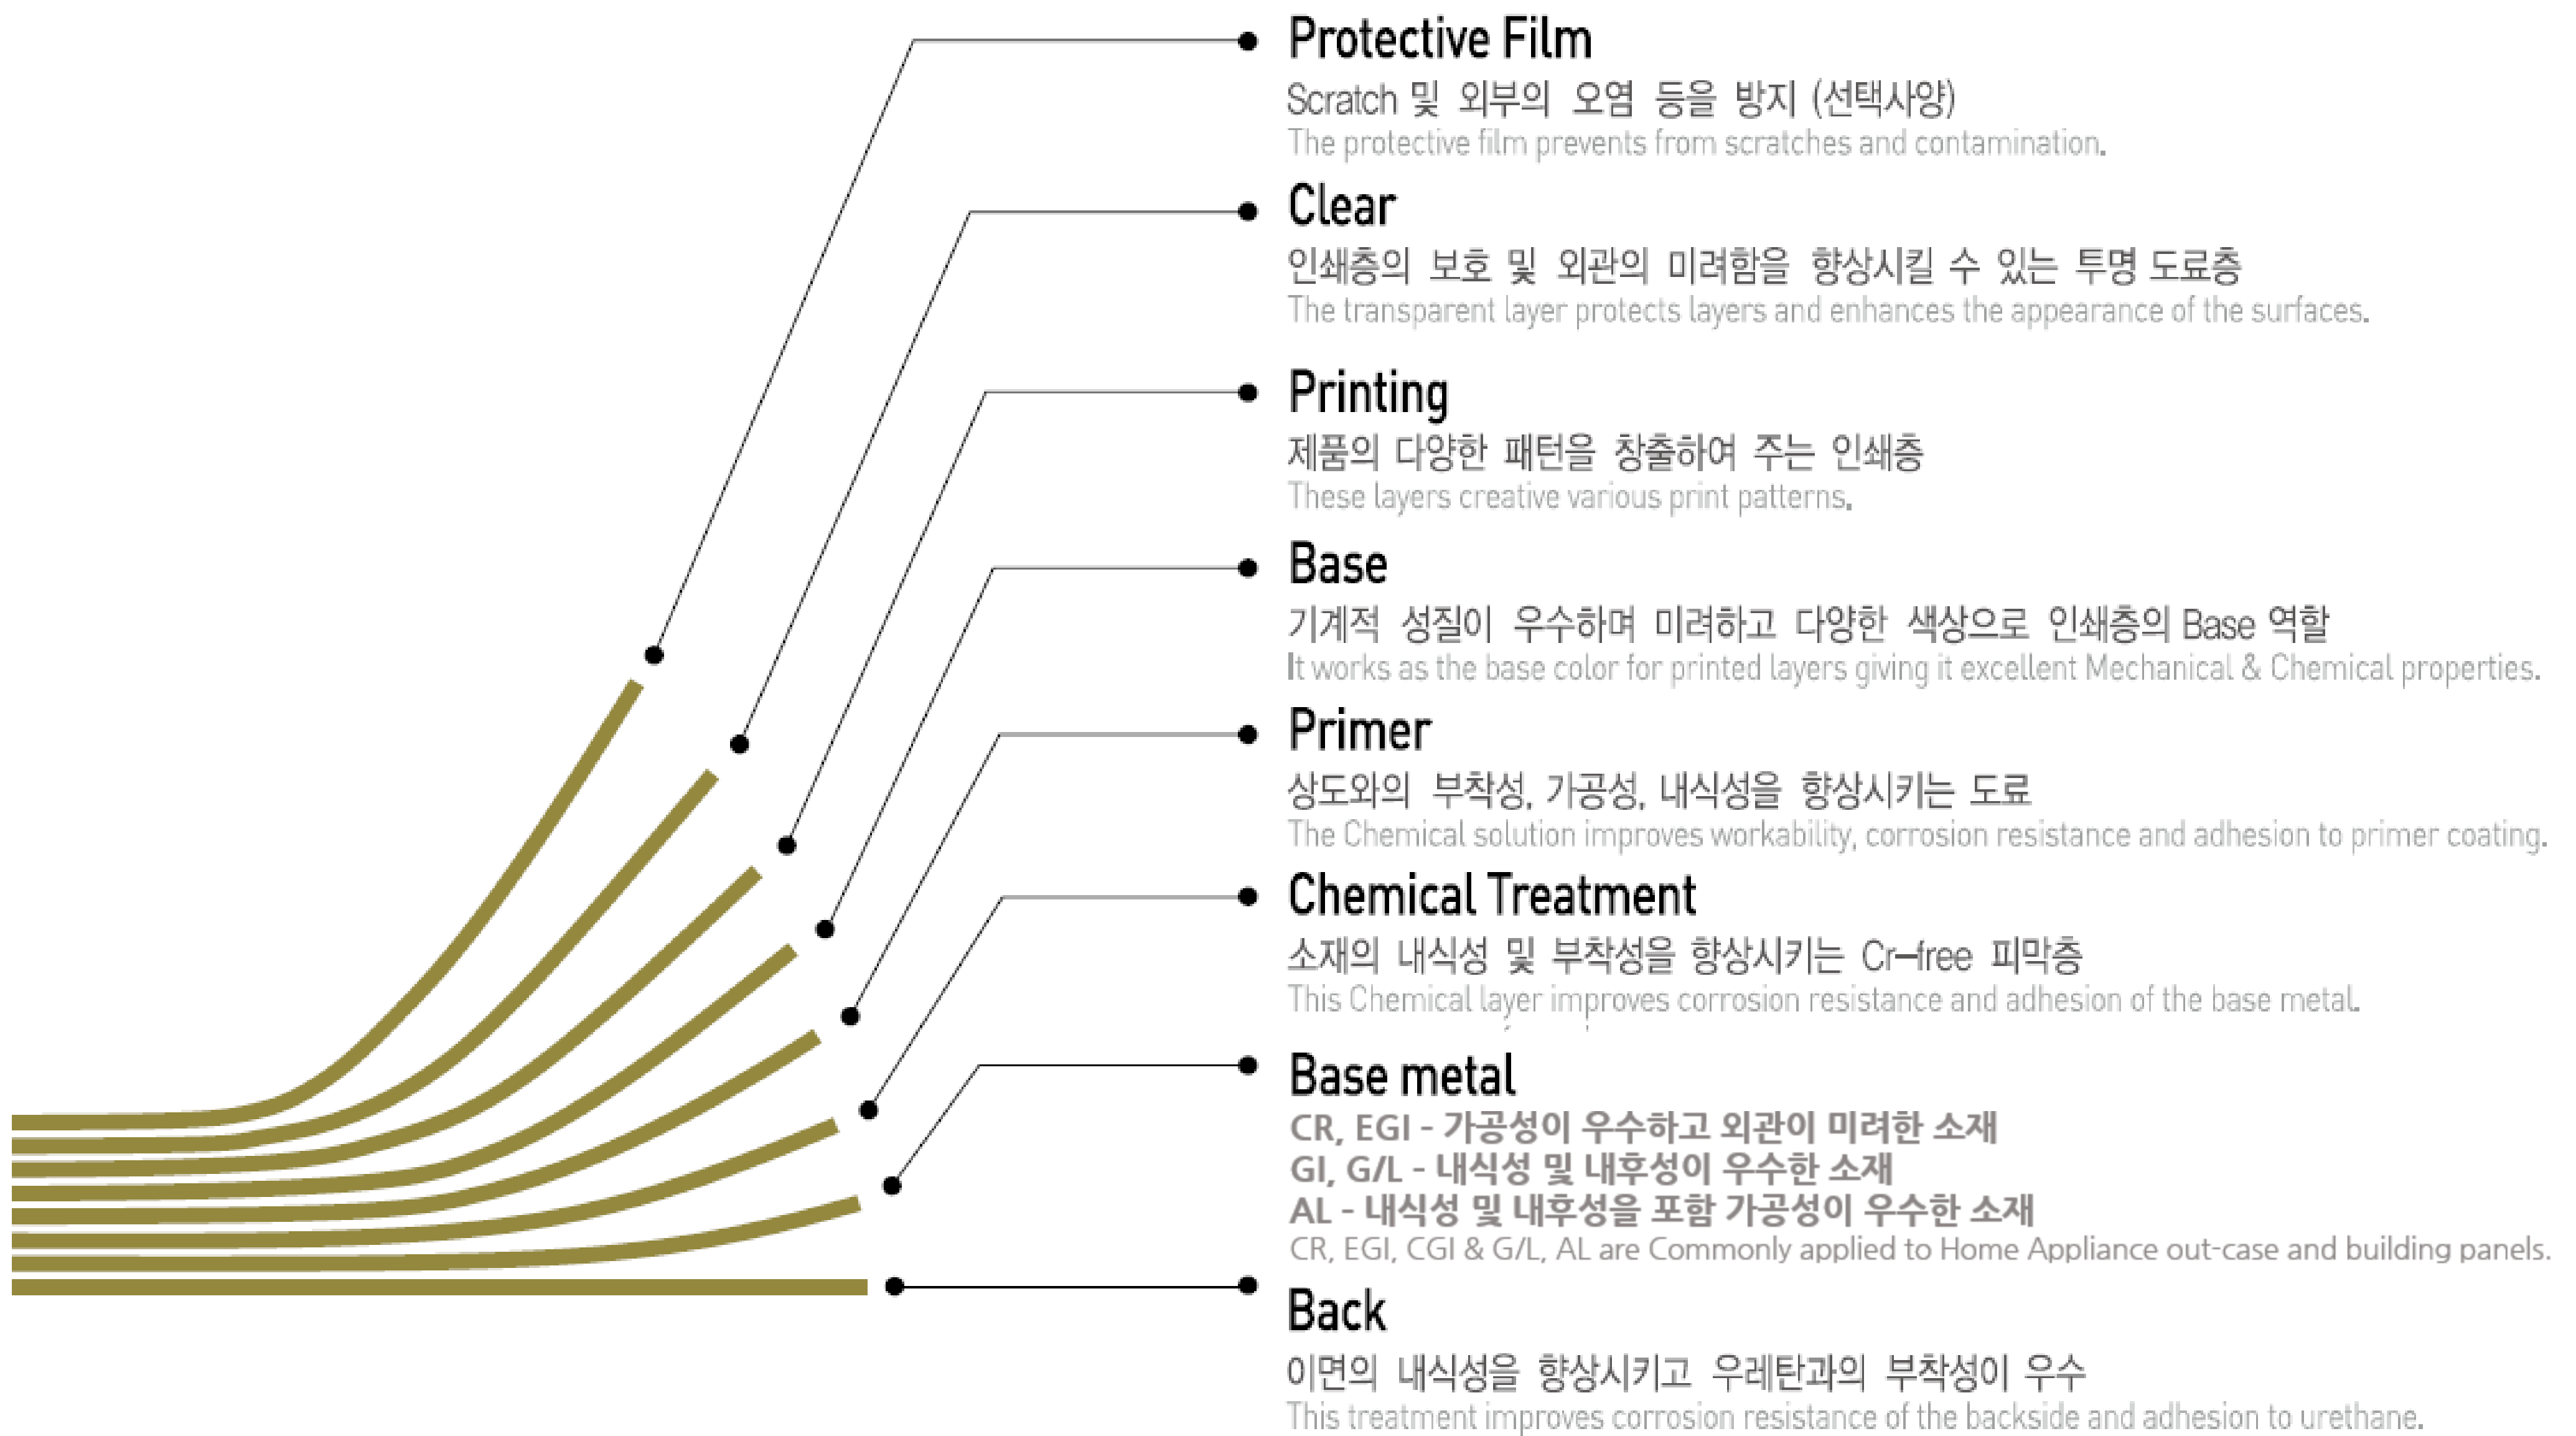 Protective Film
Scratch 및 외부의 오염 등을 방지 (선택사양)
The protective film prevents from scratches and contamination.
Clear
인쇄층의 보호 및 외관의 미려함을 향상시킬 수 있는 투명 도료층
The transparent layer protects layers and enhances the appearance of the surfaces.
Printing
제품의 다양한 패턴을 창출하여 주는 인쇄층
These layers creative various print patterns.
Base
기계적 성질이 우수하며 미려하고 다양한 색상으로 인쇄층의 Base 역할
It works as the base color for printed layers giving it excellent Mechanical & Chemical properties.
Primer
상도와의 부착성, 가공성, 내식성을 향상시키는 도료
The Chemical solution improves workability, corrosion resistance and adhesion to primer coating.
Chemical Treatment
소재의 내식성 및 부착성을 향상시키는 Cr-free 피막층
This Chemical layer improves corrosion resistance and adhesion of the base metal.
Base metal
CR, EGI - 가공성이 우수하고 외관이 미려한 소재
GI, G/L - 내식성 및 내후성이 우수한 소재
AL - 내식성 및 내후성을 포함 가공성이 우수한 소재
CR, EGI, CGI & G/L, AL are Commonly applied to Home Appliance out-case and building panels.
Back
이면의 내식성을 향상시키고 우레탄과의 부착성이 우수
This treatment improves corrosion resistance of the backside and adhesion to urethane.